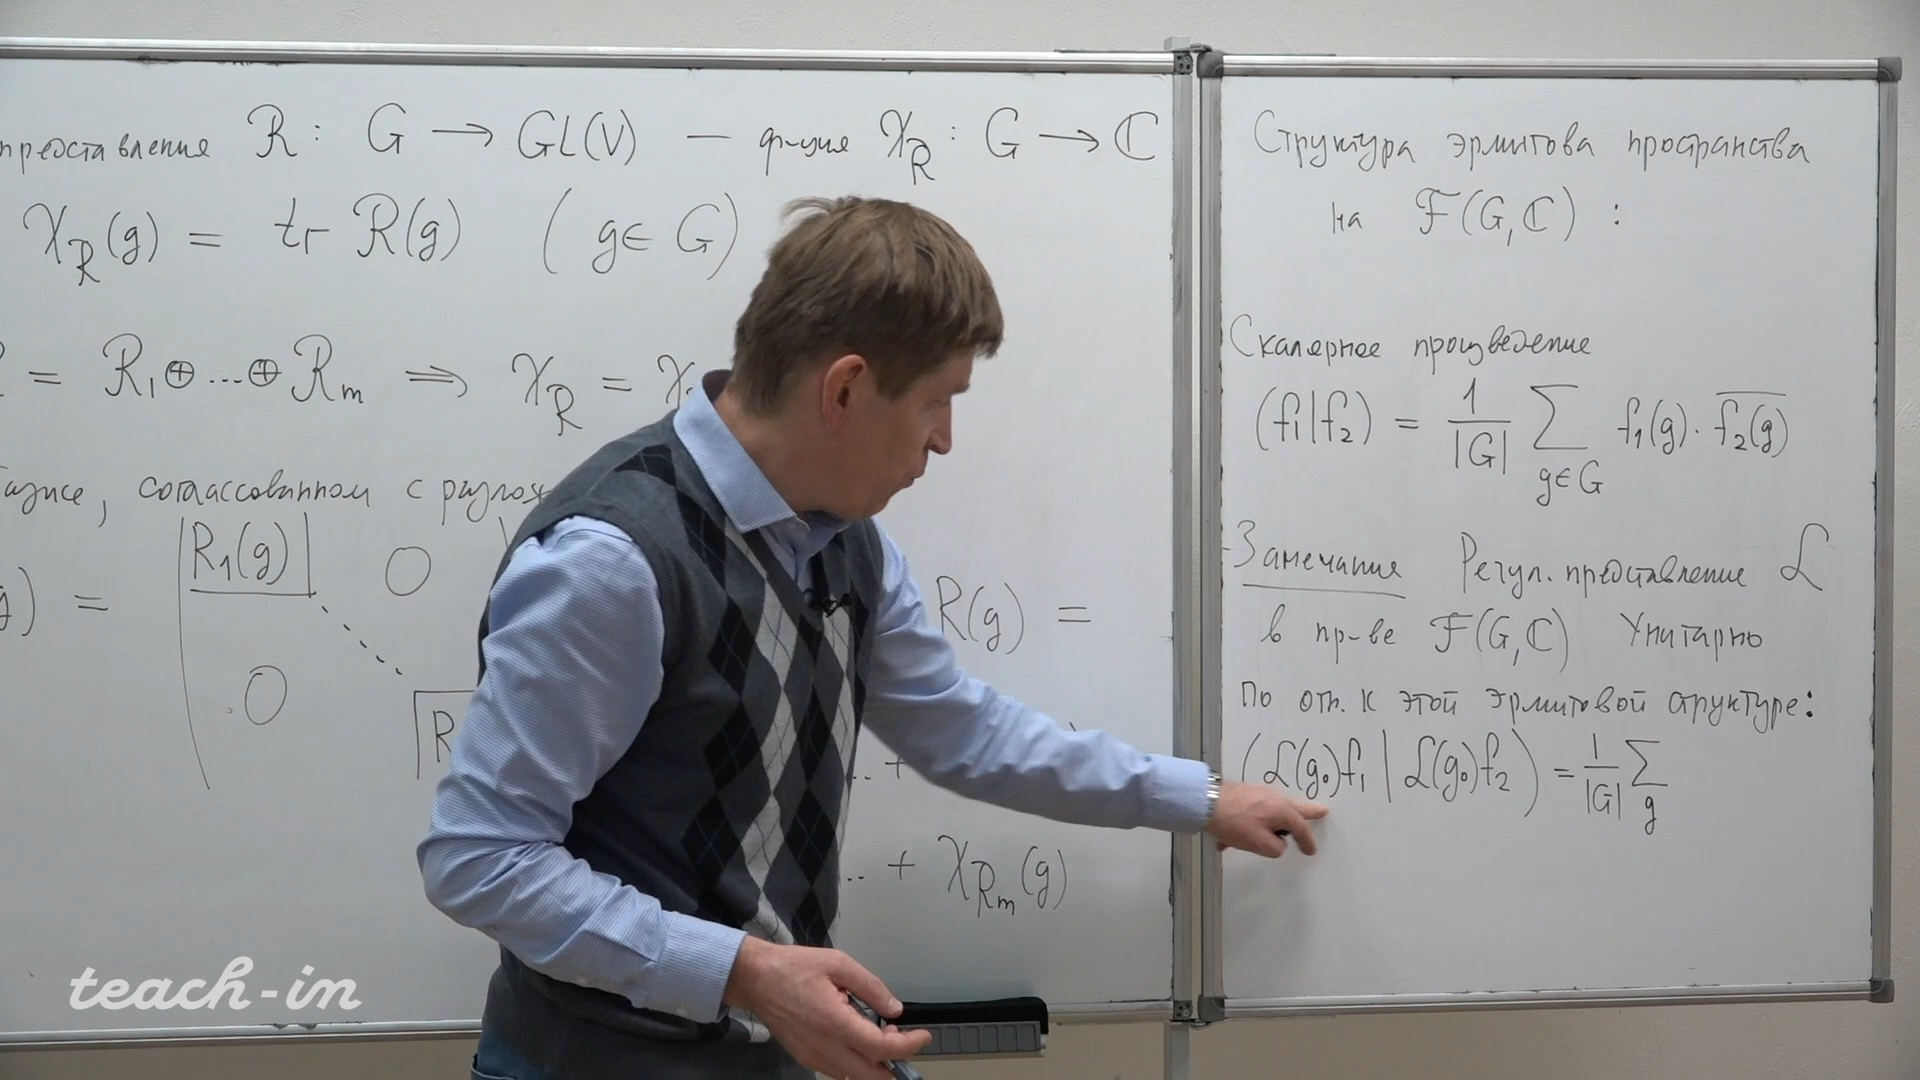 представления R : G → GL(V) — ф-ция χ_R : G → ℂ
χ_R(g) = tr R(g) ( g ∈ G )
= R₁ ⊕ ... ⊕ R_m ⇒ χ_R = χ
, согласованном с разлож
g) = R₁(g) 0
R(g) =
0
R
.. +
.. + χ_{R_m}(g)
Структура эрмитова пространства
на F(G, ℂ) :
Скалярное произведение
(f₁|f₂) = 1/|G| ∑_{g∈G} f₁(g) · \overline{f₂(g)}
Замечание Регул. представление L
в пр-ве F(G, ℂ) унитарно
по отн. к этой эрмитовой структуре:
(L(g₀)f₁ | L(g₀)f₂) = 1/|G| ∑_g
teach-in